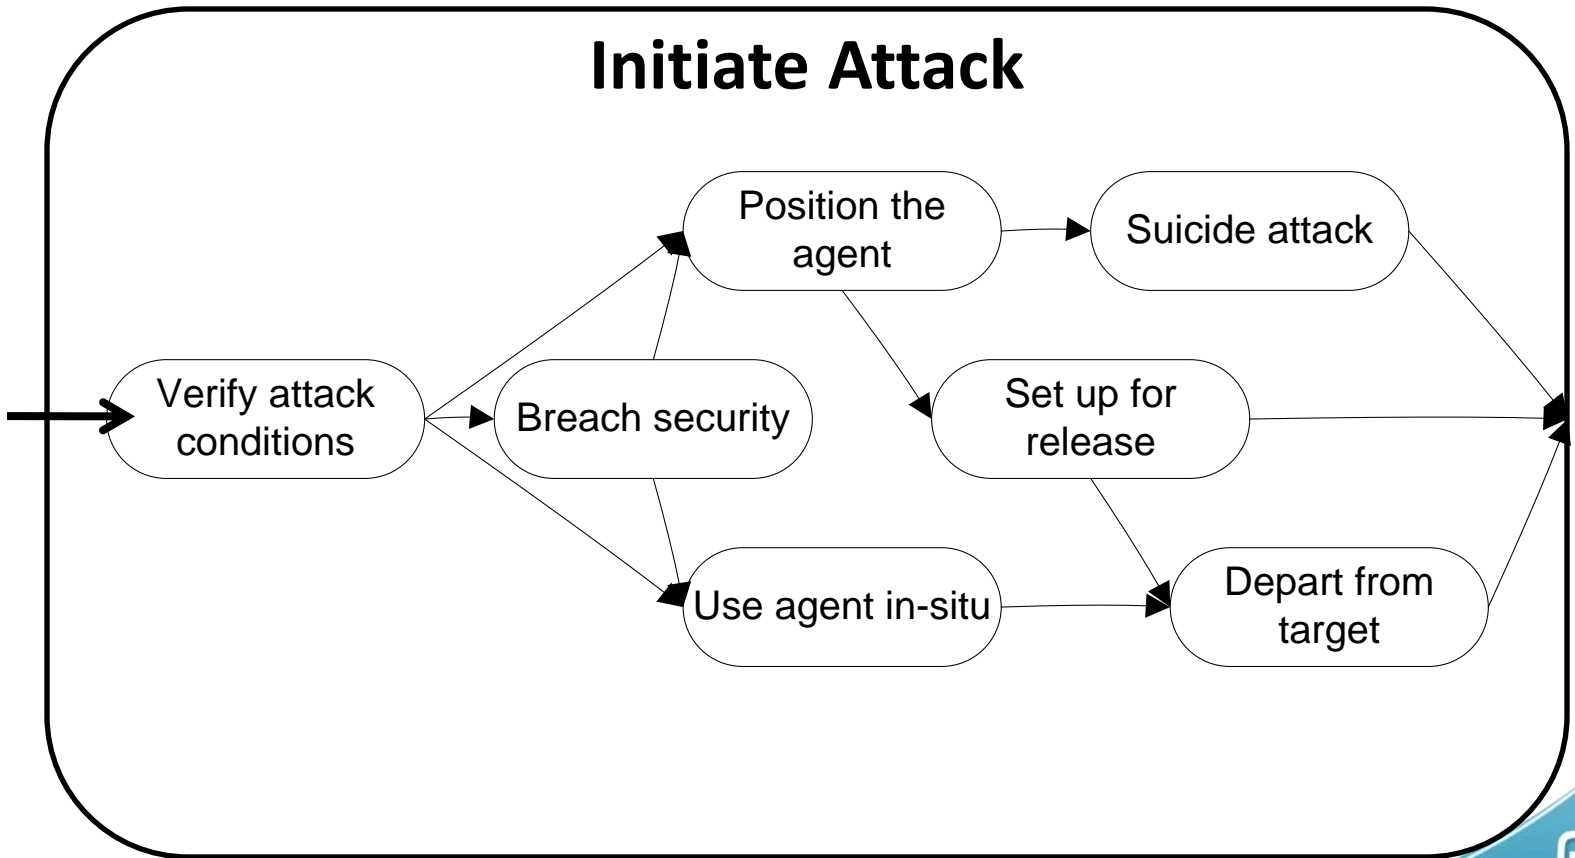 Initiate Attack
Position the
agent
Suicide attack
Verify attack
conditions
Breach security
Set up for
release
Use agent in-situ
Depart from
target